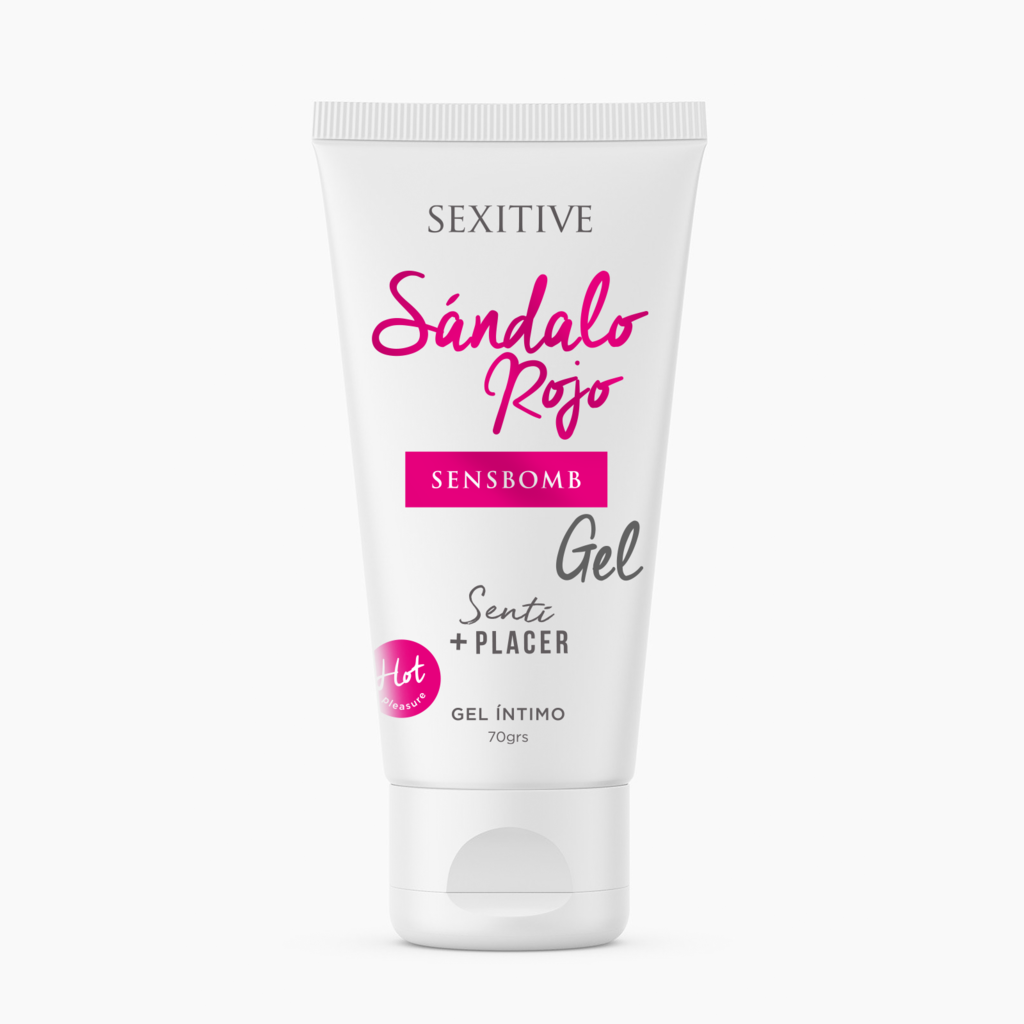 SEXITIVE
Sándalo
Rojo
SENSBOMB
Gel
Sentí
+ PLACER
Hot
pleasure
GEL ÍNTIMO
70grs